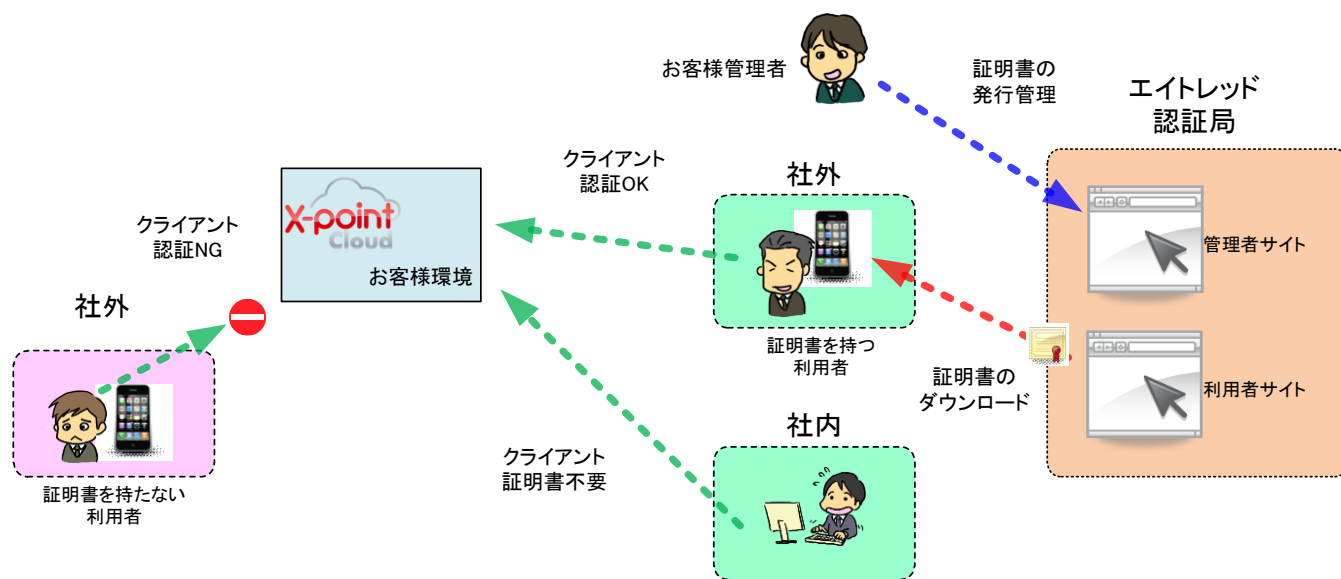 お客様管理者
証明書の
発行管理
エイトレッド
認証局
クライアント
認証OK
社外
クライアント
認証NG
X-point
Cloud
お客様環境
管理者サイト
社外
証明書を持つ
利用者
証明書の
ダウンロード
利用者サイト
社内
クライアント
証明書不要
証明書を持たない
利用者